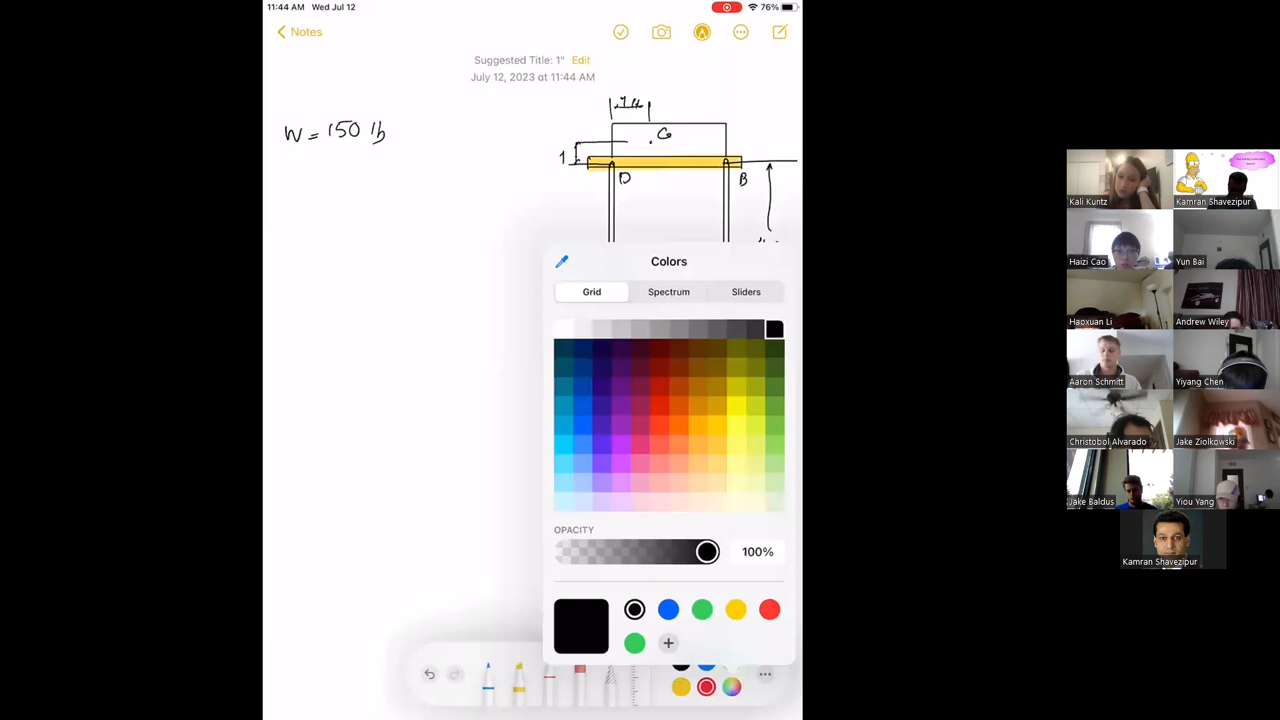 11:44 AM Wed Jul 12
76%
Notes
Suggested Title: 1" Edit
July 12, 2023 at 11:44 AM
W = 150 lb
G
1
D
B
Colors
Grid
Spectrum
Sliders
OPACITY
100%
Kali Kuntz
Kamran Shavezipur
Haizi Cao
Yun Bai
Haoxuan Li
Andrew Wiley
Aaron Schmitt
Yiyang Chen
Christobol Alvarado
Jake Ziolkowski
Jake Baldus
Yiou Yang
Kamran Shavezipur